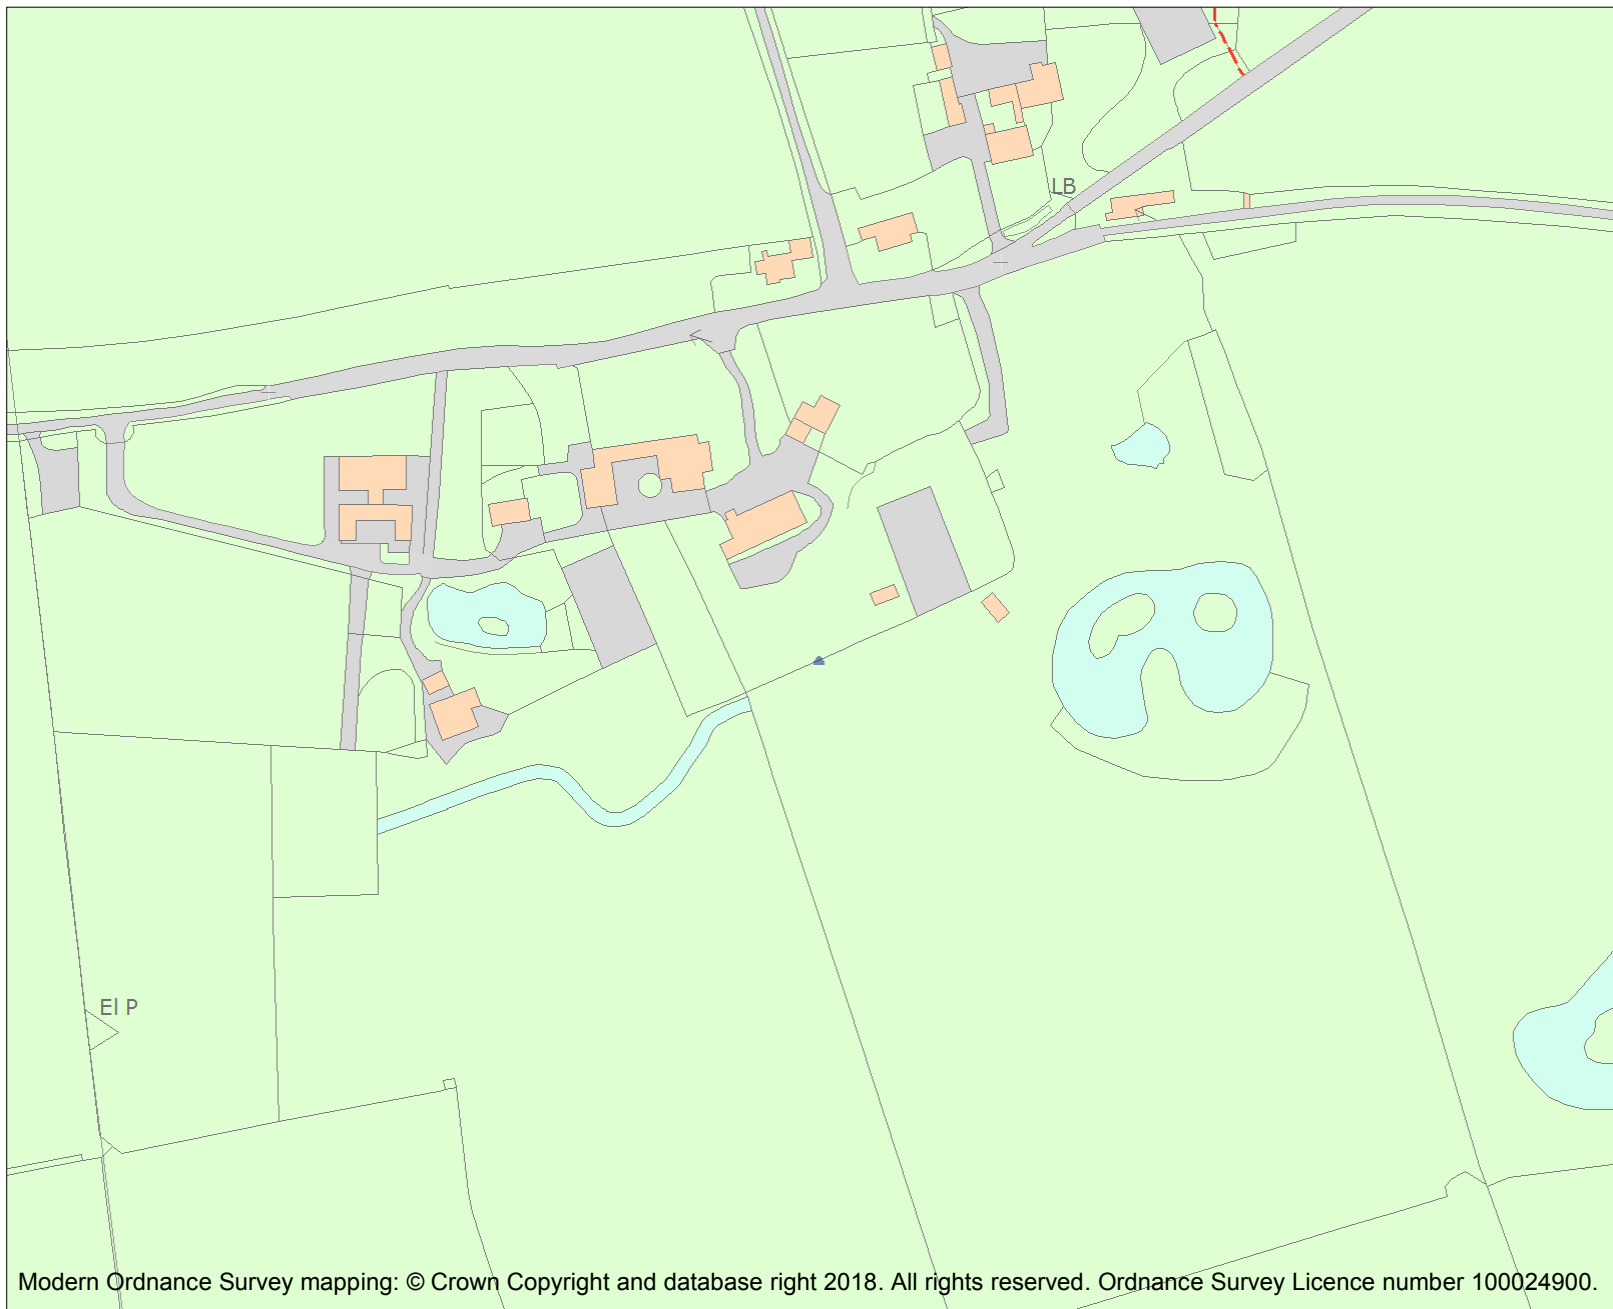 LB
El P
Modern Ordnance Survey mapping: © Crown Copyright and database right 2018. All rights reserved. Ordnance Survey Licence number 100024900.